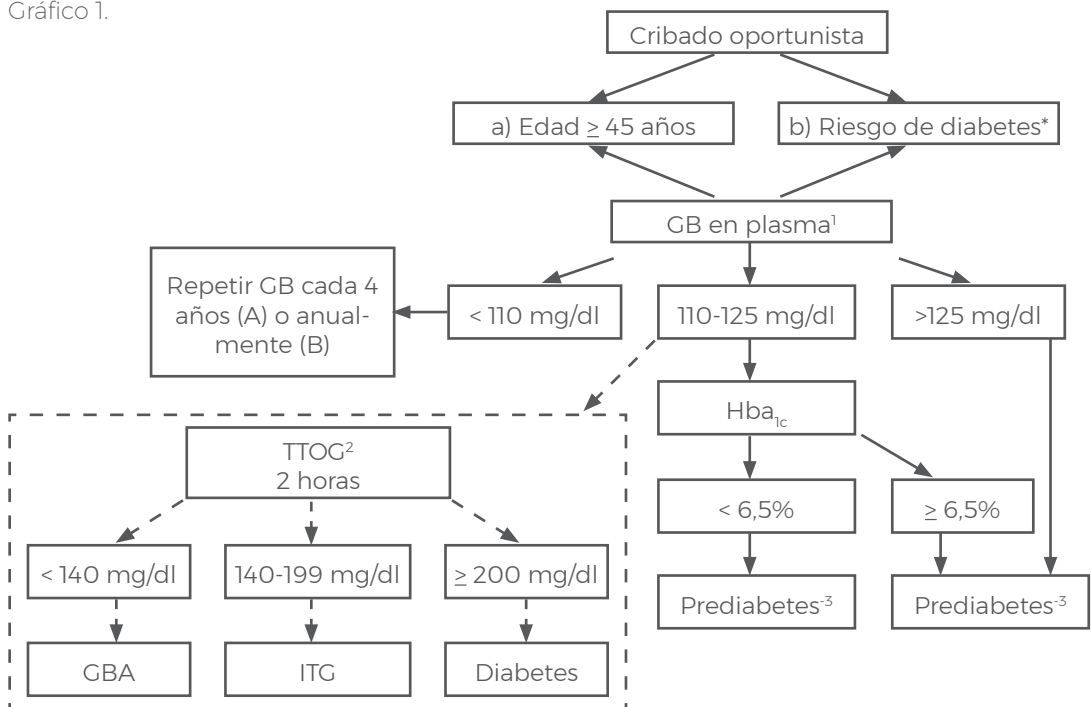 Gráfico 1.
Cribado oportunista
a) Edad ≥ 45 años
b) Riesgo de diabetes*
GB en plasma¹
Repetir GB cada 4
años (A) o anual-
mente (B)
< 110 mg/dl
110-125 mg/dl
>125 mg/dl
Hba₁c
TTOG²
2 horas
< 6,5%
≥ 6,5%
< 140 mg/dl
140-199 mg/dl
≥ 200 mg/dl
Prediabetes⁻³
Prediabetes⁻³
GBA
ITG
Diabetes